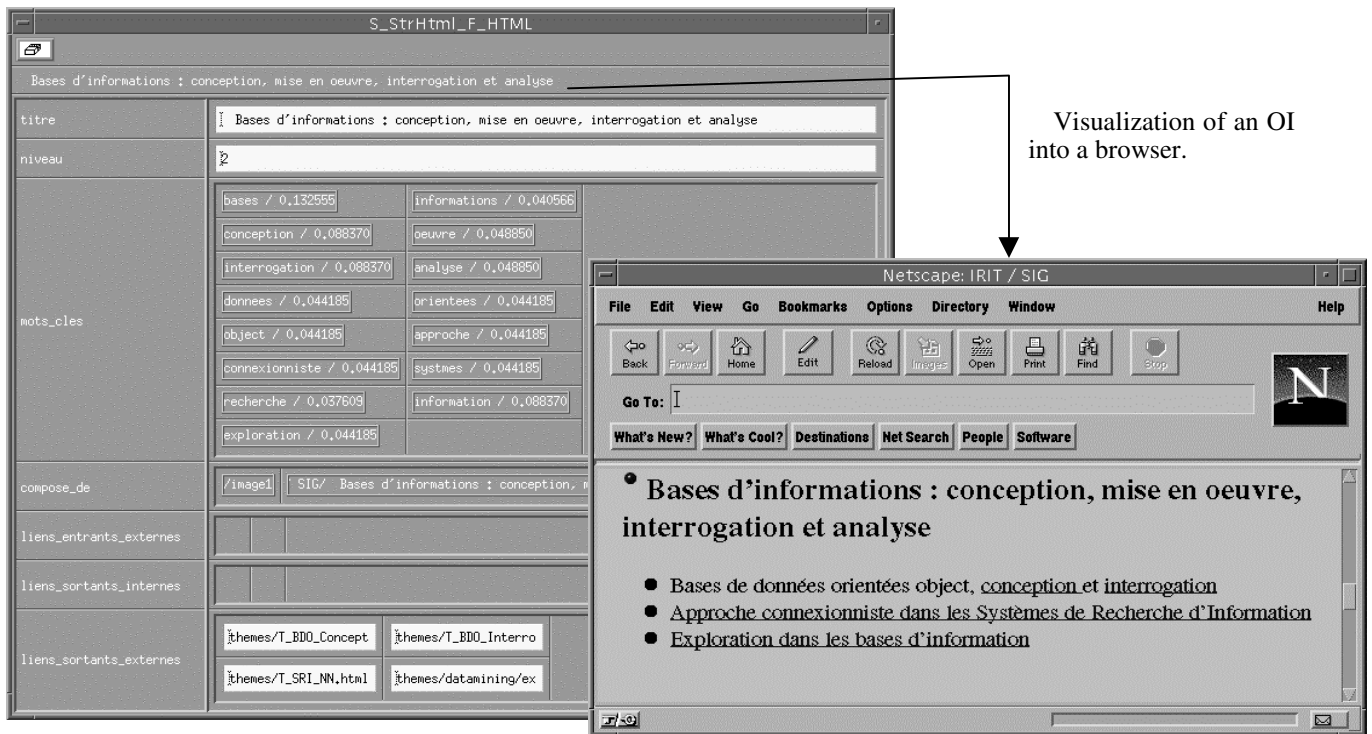 S_StrHtml_F_HTML
Bases d'informations : conception, mise en oeuvre, interrogation et analyse
titre
Bases d'informations : conception, mise en oeuvre, interrogation et analyse
niveau
2
mots_cles
bases / 0.132555
informations / 0.040566
conception / 0.088370
oeuvre / 0.048850
interrogation / 0.088370
analyse / 0.048850
donnees / 0.044185
orientees / 0.044185
object / 0.044185
approche / 0.044185
connexionniste / 0.044185
systmes / 0.044185
recherche / 0.037609
information / 0.088370
exploration / 0.044185
compose_de
/image1
SIG/ Bases d'informations : conception,
liens_entrants_externes
liens_sortants_internes
liens_sortants_externes
themes/T_BDO_Concept
themes/T_BDO_Interro
themes/T_SRI_NN.html
themes/datamining/ex
Visualization of an OI
into a browser.
Netscape: IRIT / SIG
File Edit View Go Bookmarks Options Directory Window Help
Back Forward Home Edit Reload Images Open Print Find Stop
N
Go To:
What's New? What's Cool? Destinations Net Search People Software
Bases d'informations : conception, mise en oeuvre,
interrogation et analyse
Bases de données orientées object, conception et interrogation
Approche connexionniste dans les Systèmes de Recherche d'Information
Exploration dans les bases d'information